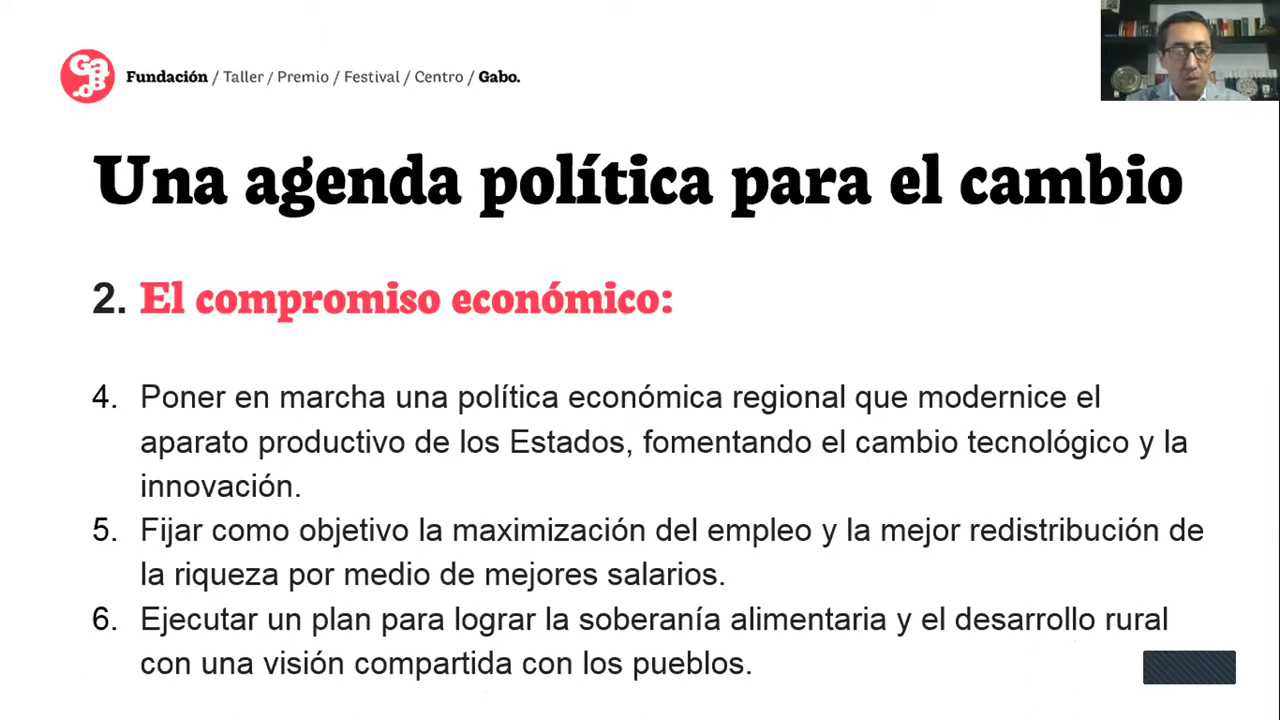 Gabo.
Fundación / Taller / Premio / Festival / Centro / Gabo.
Una agenda política para el cambio
2. El compromiso económico:
4. Poner en marcha una política económica regional que modernice el
aparato productivo de los Estados, fomentando el cambio tecnológico y la
innovación.
5. Fijar como objetivo la maximización del empleo y la mejor redistribución de
la riqueza por medio de mejores salarios.
6. Ejecutar un plan para lograr la soberanía alimentaria y el desarrollo rural
con una visión compartida con los pueblos.